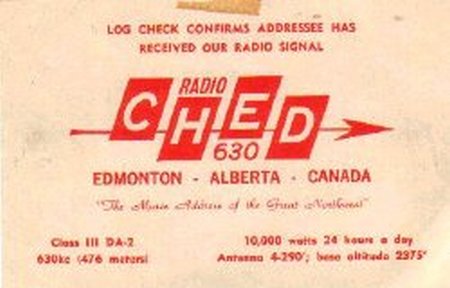 LOG CHECK CONFIRMS ADDRESSEE HAS
RECEIVED OUR RADIO SIGNAL
RADIO
CHED
630
EDMONTON - ALBERTA - CANADA
"The Music Address of the Great Northwest"
Class III DA-2
630kc (476 meters)
10,000 watts 24 hours a day
Antenna 4-290'; base altitude 2375'